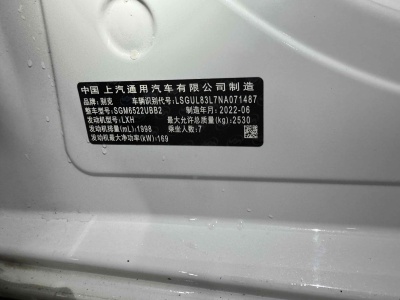 中国 上汽通用汽车有限公司制造
品牌: 别克 车辆识别代号: LSGUL83L7NA071487
整车型号: SGM6522UBB2 制造年月: 2022-06
发动机型号: LXH 最大允许总质量(kg): 2530
发动机排量(mL): 1998 乘坐人数: 7
发动机最大净功率(kW): 169